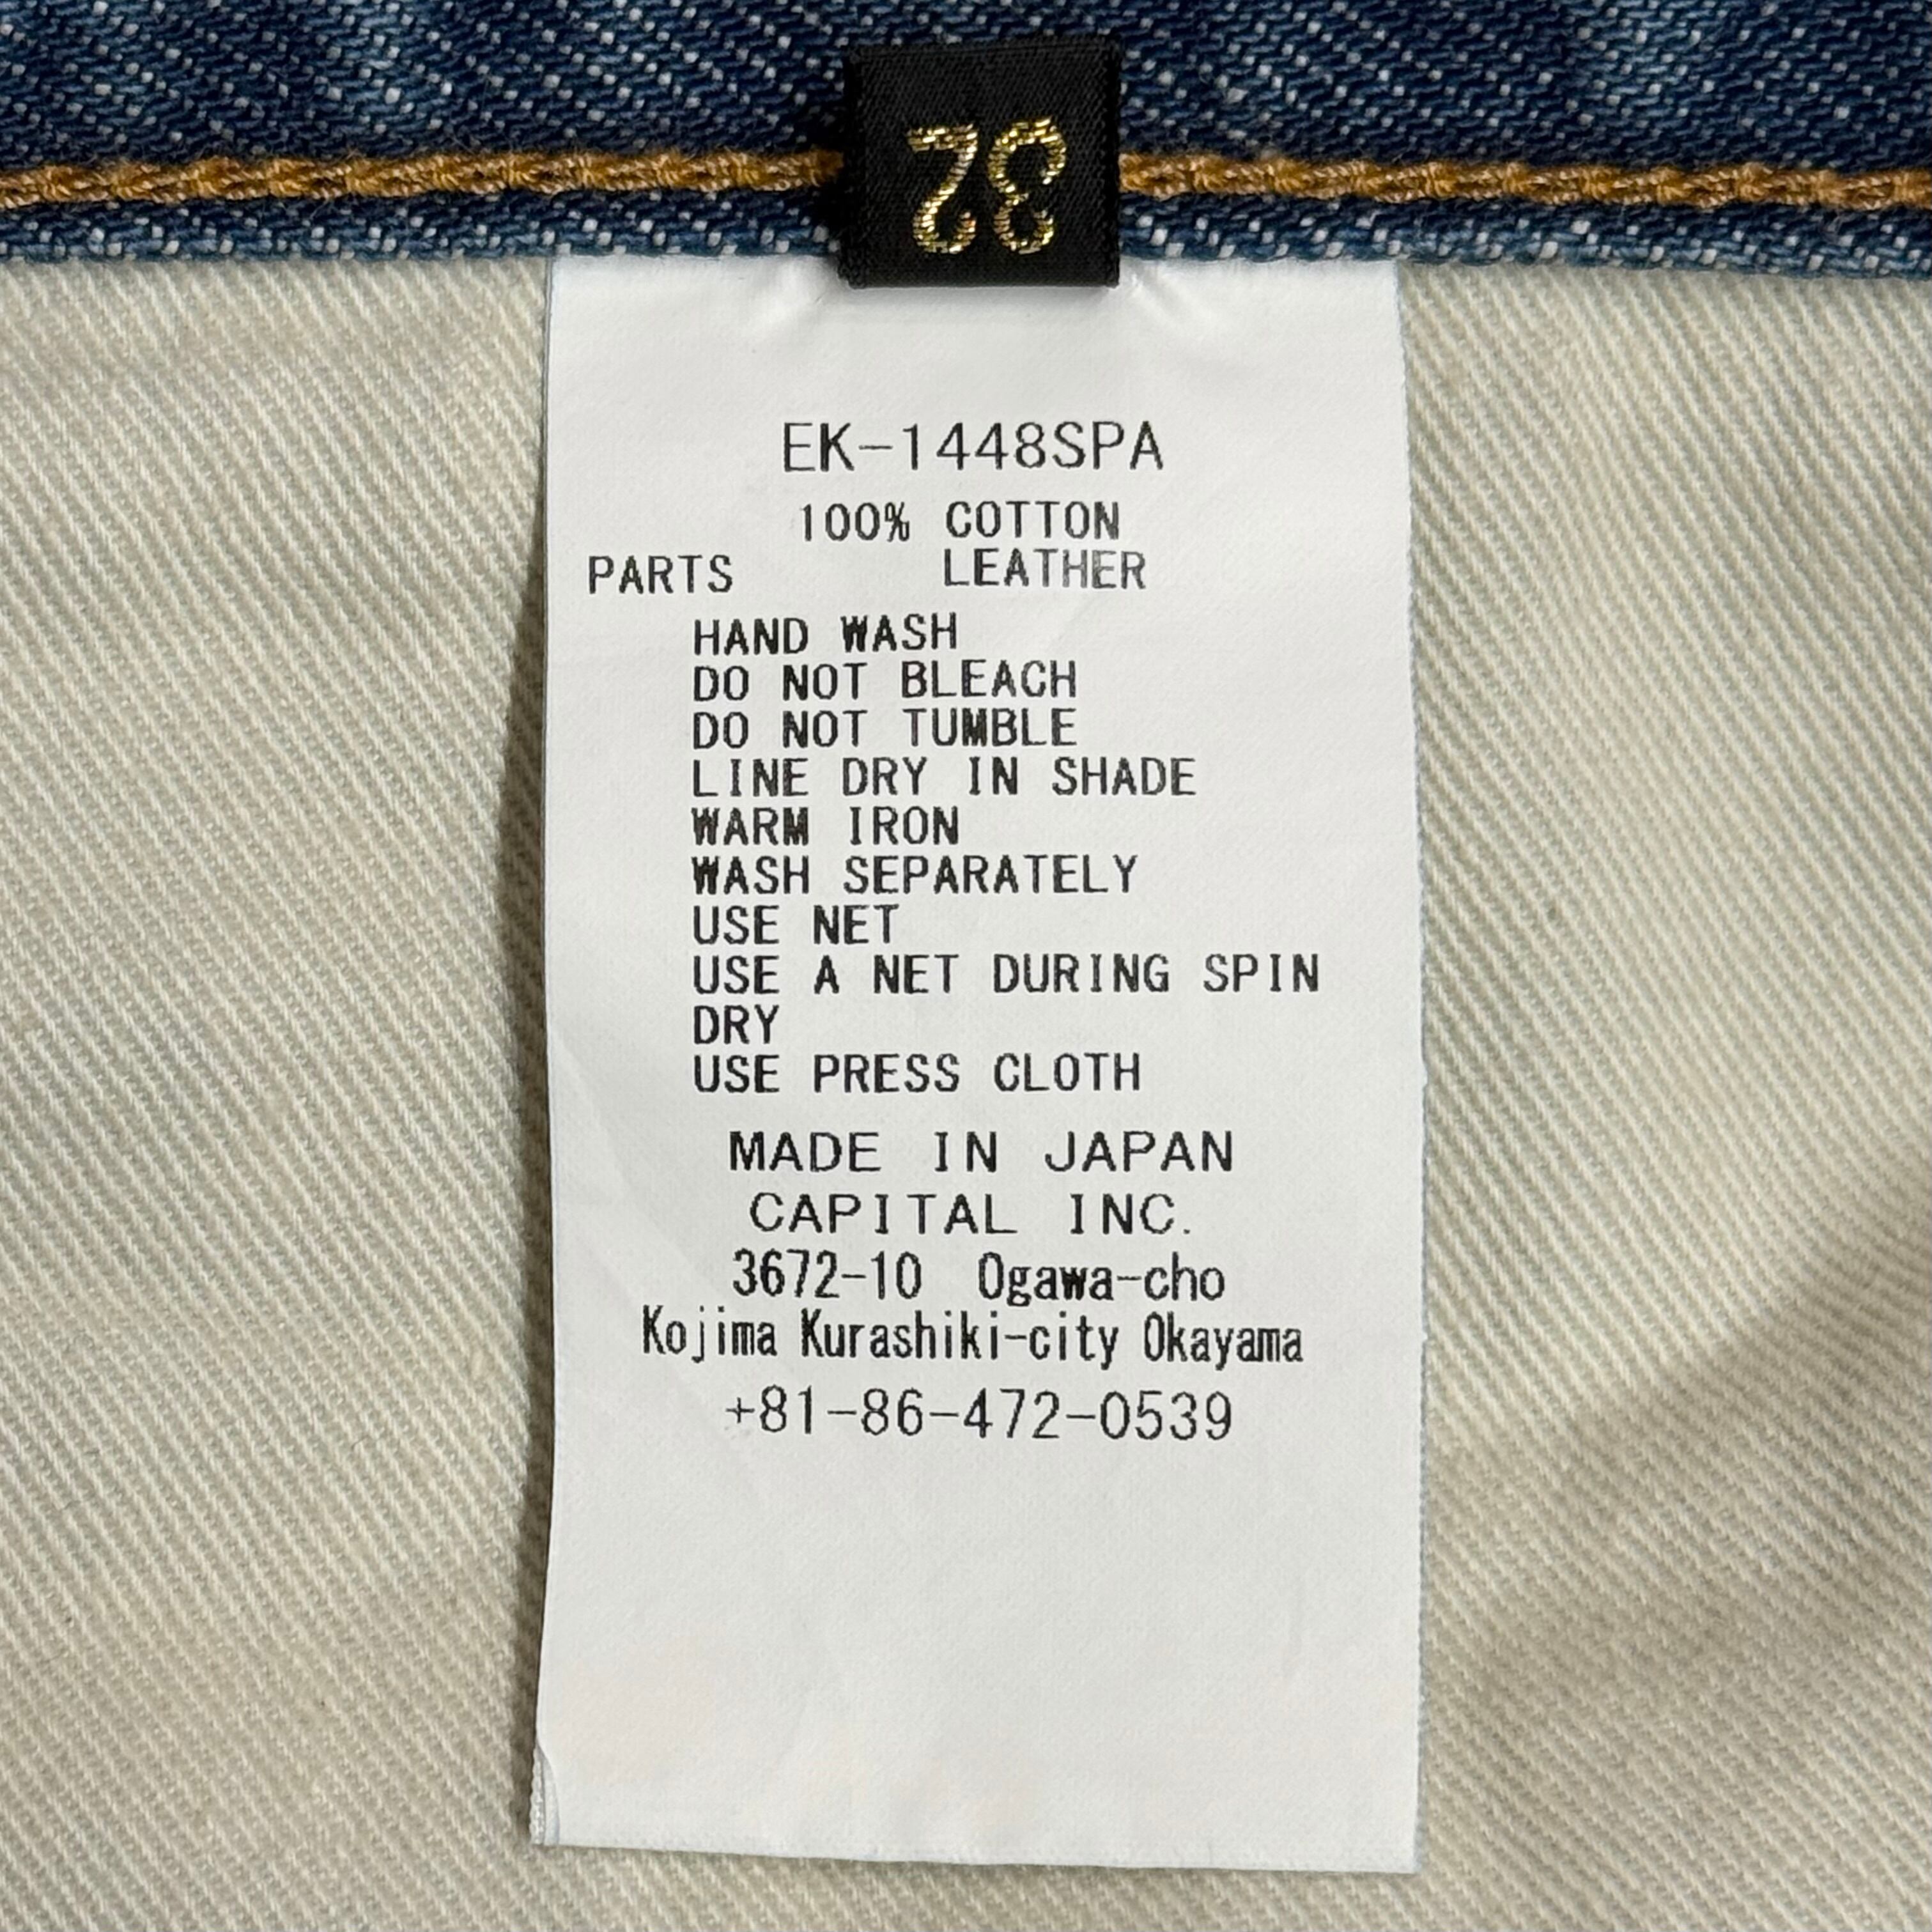 32
EK-1448SPA
100% COTTON
PARTS LEATHER
HAND WASH
DO NOT BLEACH
DO NOT TUMBLE
LINE DRY IN SHADE
WARM IRON
WASH SEPARATELY
USE NET
USE A NET DURING SPIN
DRY
USE PRESS CLOTH
MADE IN JAPAN
CAPITAL INC.
3672-10 Ogawa-cho
Kojima Kurashiki-city Okayama
+81-86-472-0539